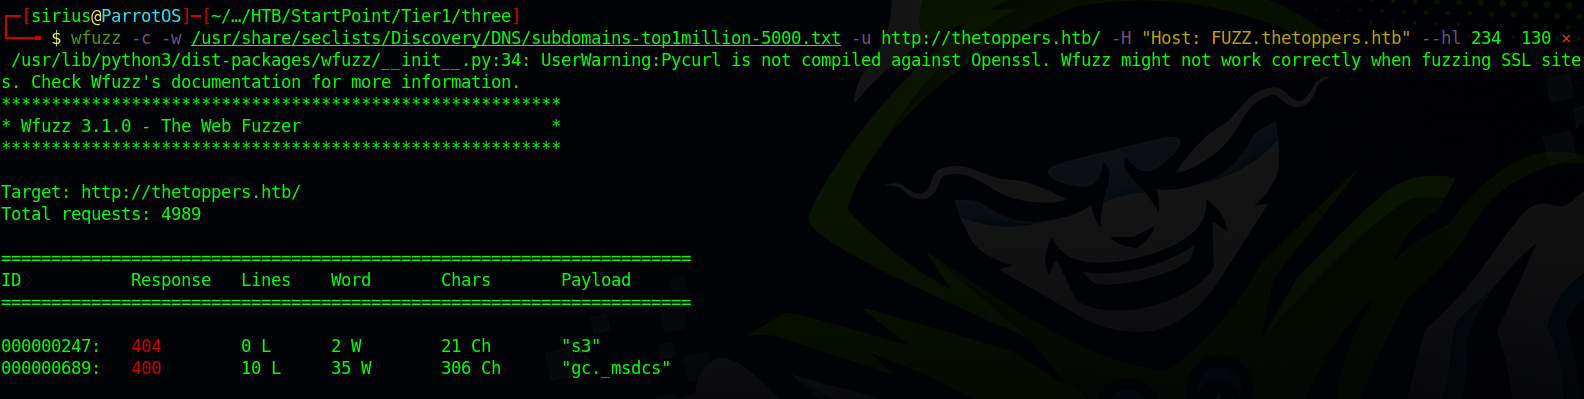 ┌─[sirius@ParrotOS]─[~/…/HTB/StartPoint/Tier1/three]
└──╼ $ wfuzz -c -w /usr/share/seclists/Discovery/DNS/subdomains-top1million-5000.txt -u http://thetoppers.htb/ -H "Host: FUZZ.thetoppers.htb" --hl 234 130 ⨯
/usr/lib/python3/dist-packages/wfuzz/__init__.py:34: UserWarning:Pycurl is not compiled against Openssl. Wfuzz might not work correctly when fuzzing SSL site
s. Check Wfuzz's documentation for more information.
********************************************************
* Wfuzz 3.1.0 - The Web Fuzzer                         *
********************************************************

Target: http://thetoppers.htb/
Total requests: 4989

=====================================================================
ID           Response   Lines    Word       Chars       Payload
=====================================================================

000000247:   404        0 L      2 W        21 Ch       "s3"
000000689:   400        10 L     35 W       306 Ch      "gc._msdcs"